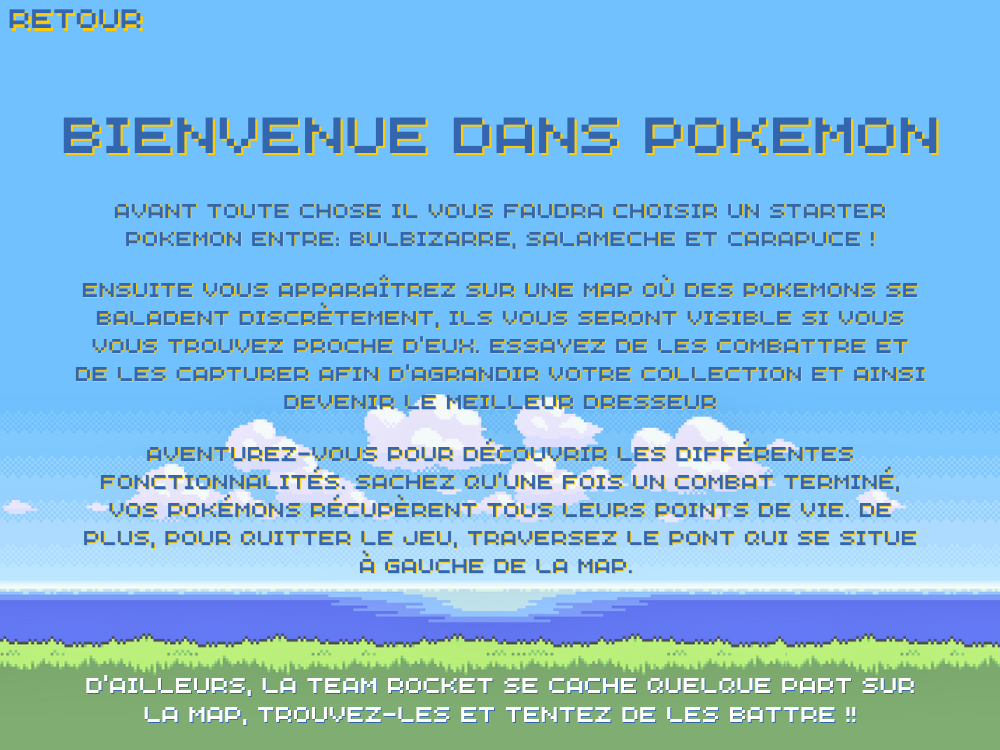 RETOUR
BIENVENUE DANS POKEMON
AVANT TOUTE CHOSE IL VOUS FAUDRA CHOISIR UN STARTER
POKEMON ENTRE: BULBIZARRE, SALAMECHE ET CARAPUCE !
ENSUITE VOUS APPARAÎTREZ SUR UNE MAP OÙ DES POKEMONS SE
BALADENT DISCRÈTEMENT, ILS VOUS SERONT VISIBLE SI VOUS
VOUS TROUVEZ PROCHE D'EUX. ESSAYEZ DE LES COMBATTRE ET
DE LES CAPTURER AFIN D'AGRANDIR VOTRE COLLECTION ET AINSI
DEVENIR LE MEILLEUR DRESSEUR
AVENTUREZ-VOUS POUR DÉCOUVRIR LES DIFFÉRENTES
FONCTIONNALITÉS. SACHEZ QU'UNE FOIS UN COMBAT TERMINÉ,
VOS POKÉMONS RÉCUPÈRENT TOUS LEURS POINTS DE VIE. DE
PLUS, POUR QUITTER LE JEU, TRAVERSEZ LE PONT QUI SE SITUE
À GAUCHE DE LA MAP.
D'AILLEURS, LA TEAM ROCKET SE CACHE QUELQUE PART SUR
LA MAP, TROUVEZ-LES ET TENTEZ DE LES BATTRE !!